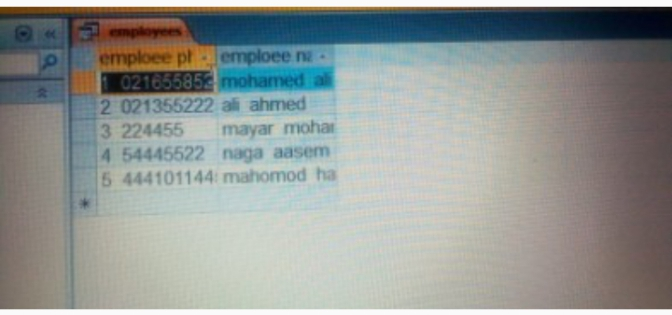 employees
emploee pl emploee na
1 021655852 mohamed ali
2 021355222 ali ahmed
3 224455 mayar mohar
4 54445522 naga aasem
5 444101144 mahomod ha